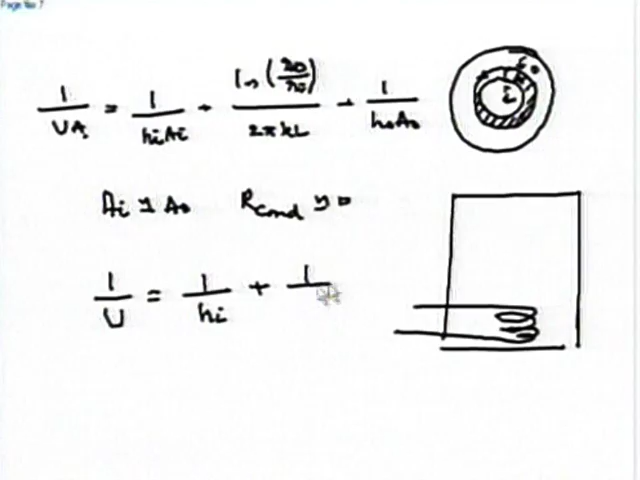 Page No 7
1/UAi = 1/hiAi + ln(ro/ri)/2πkL + 1/hoAo
i o
Ai ≃ Ao Rcond ≃ 0
1/U = 1/hi + 1/